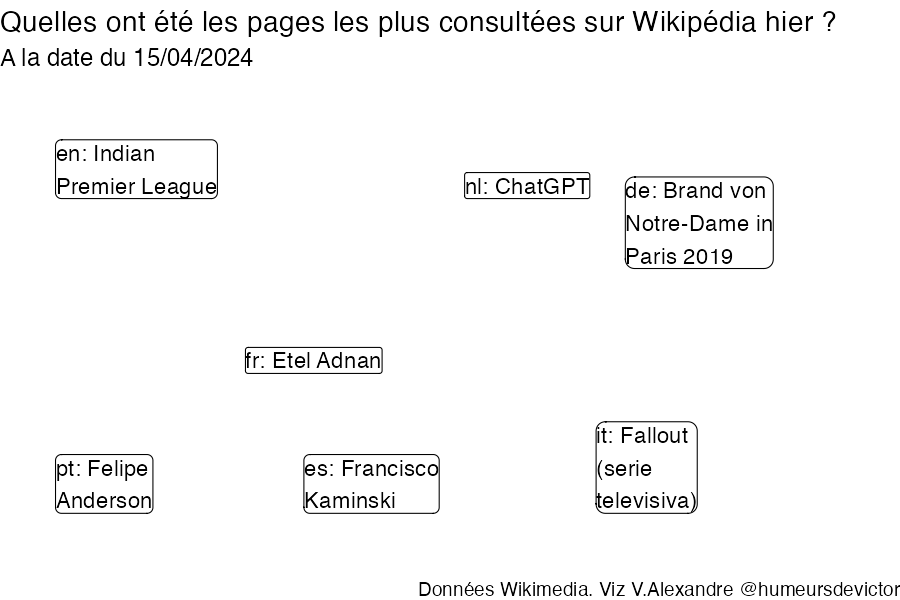 Quelles ont été les pages les plus consultées sur Wikipédia hier ?
A la date du 15/04/2024
en: Indian
Premier League
nl: ChatGPT
de: Brand von
Notre-Dame in
Paris 2019
fr: Etel Adnan
pt: Felipe
Anderson
es: Francisco
Kaminski
it: Fallout
(serie
televisiva)
Données Wikimedia. Viz V.Alexandre @humeursdevictor